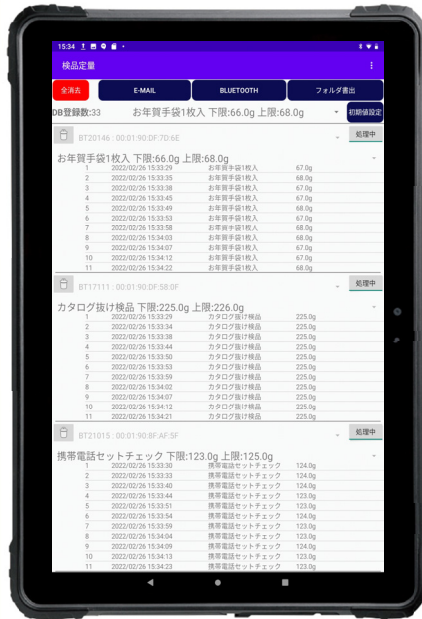 15:34
検品定量
全消去 E-MAIL BLUETOOTH フォルダ書出
DB登録数:33 お年賀手袋1枚入 下限:66.0g 上限:68.0g 初期値設定
BT20146 : 00:01:90:DF:7D:6E 処理中
お年賀手袋1枚入 下限:66.0g 上限:68.0g
1 2022/02/26 15:33:29 お年賀手袋1枚入 67.0g
2 2022/02/26 15:33:35 お年賀手袋1枚入 68.0g
3 2022/02/26 15:33:38 お年賀手袋1枚入 67.0g
4 2022/02/26 15:33:45 お年賀手袋1枚入 67.0g
5 2022/02/26 15:33:49 お年賀手袋1枚入 68.0g
6 2022/02/26 15:33:53 お年賀手袋1枚入 67.0g
7 2022/02/26 15:33:58 お年賀手袋1枚入 68.0g
8 2022/02/26 15:34:03 お年賀手袋1枚入 68.0g
9 2022/02/26 15:34:07 お年賀手袋1枚入 67.0g
10 2022/02/26 15:34:12 お年賀手袋1枚入 67.0g
11 2022/02/26 15:34:22 お年賀手袋1枚入 68.0g
BT17111 : 00:01:90:DF:58:0F 処理中
カタログ抜け検品 下限:225.0g 上限:226.0g
1 2022/02/26 15:33:29 カタログ抜け検品 225.0g
2 2022/02/26 15:33:34 カタログ抜け検品 225.0g
3 2022/02/26 15:33:38 カタログ抜け検品 225.0g
4 2022/02/26 15:33:44 カタログ抜け検品 225.0g
5 2022/02/26 15:33:50 カタログ抜け検品 225.0g
6 2022/02/26 15:33:53 カタログ抜け検品 225.0g
7 2022/02/26 15:33:59 カタログ抜け検品 225.0g
8 2022/02/26 15:34:02 カタログ抜け検品 225.0g
9 2022/02/26 15:34:07 カタログ抜け検品 225.0g
10 2022/02/26 15:34:12 カタログ抜け検品 225.0g
11 2022/02/26 15:34:21 カタログ抜け検品 225.0g
BT21015 : 00:01:90:8F:AF:5F 処理中
携帯電話セットチェック 下限:123.0g 上限:125.0g
1 2022/02/26 15:33:30 携帯電話セットチェック 124.0g
2 2022/02/26 15:33:33 携帯電話セットチェック 123.0g
3 2022/02/26 15:33:40 携帯電話セットチェック 124.0g
4 2022/02/26 15:33:44 携帯電話セットチェック 123.0g
5 2022/02/26 15:33:51 携帯電話セットチェック 124.0g
6 2022/02/26 15:33:54 携帯電話セットチェック 123.0g
7 2022/02/26 15:33:59 携帯電話セットチェック 124.0g
8 2022/02/26 15:34:04 携帯電話セットチェック 123.0g
9 2022/02/26 15:34:09 携帯電話セットチェック 124.0g
10 2022/02/26 15:34:13 携帯電話セットチェック 123.0g
11 2022/02/26 15:34:23 携帯電話セットチェック 123.0g